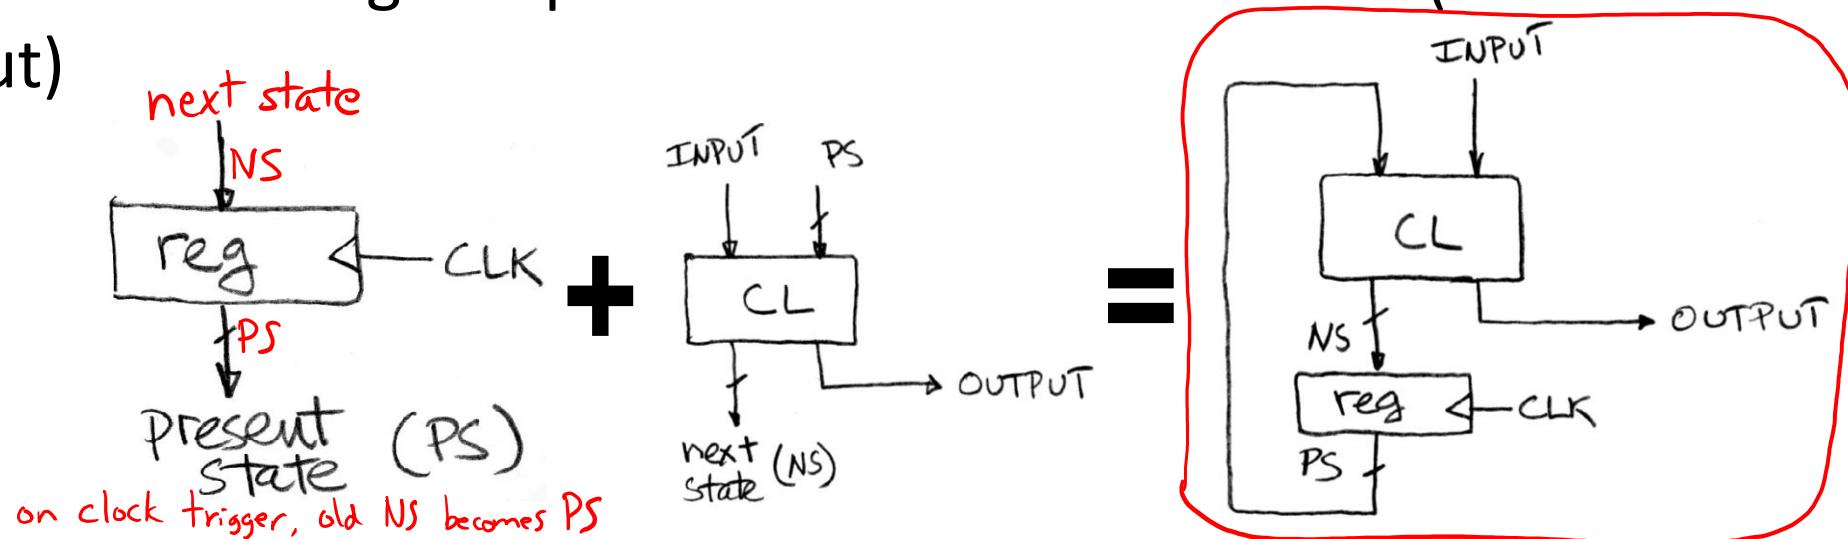 ut)
next state
NS
reg
CLK
PS
present
state
(PS)
on clock trigger, old NS becomes PS
+
INPUT
PS
CL
OUTPUT
next
state
(NS)
=
INPUT
CL
OUTPUT
NS
reg
CLK
PS